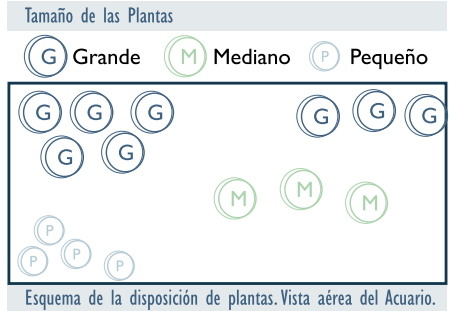 Tamaño de las Plantas
G Grande M Mediano P Pequeño
G G G G G G
G G
M M M
P
P P P
Esquema de la disposición de plantas. Vista aérea del Acuario.